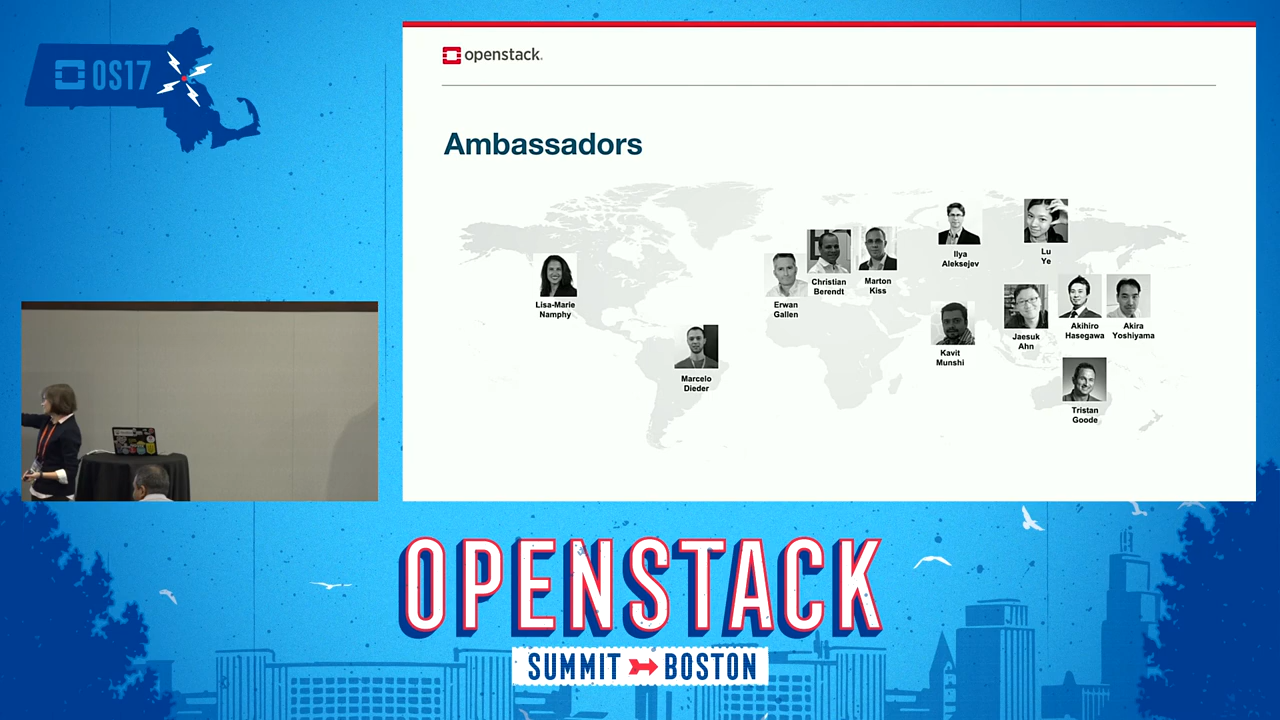 OS17
openstack.
Ambassadors
Lisa-Marie
Namphy
Marcelo
Dieder
Erwan
Gallen
Christian
Berendt
Marton
Kiss
Ilya
Aleksejev
Lu
Ye
Kavit
Munshi
Jaesuk
Ahn
Akihiro
Hasegawa
Akira
Yoshiyama
Tristan
Goode
OPENSTACK
SUMMIT BOSTON